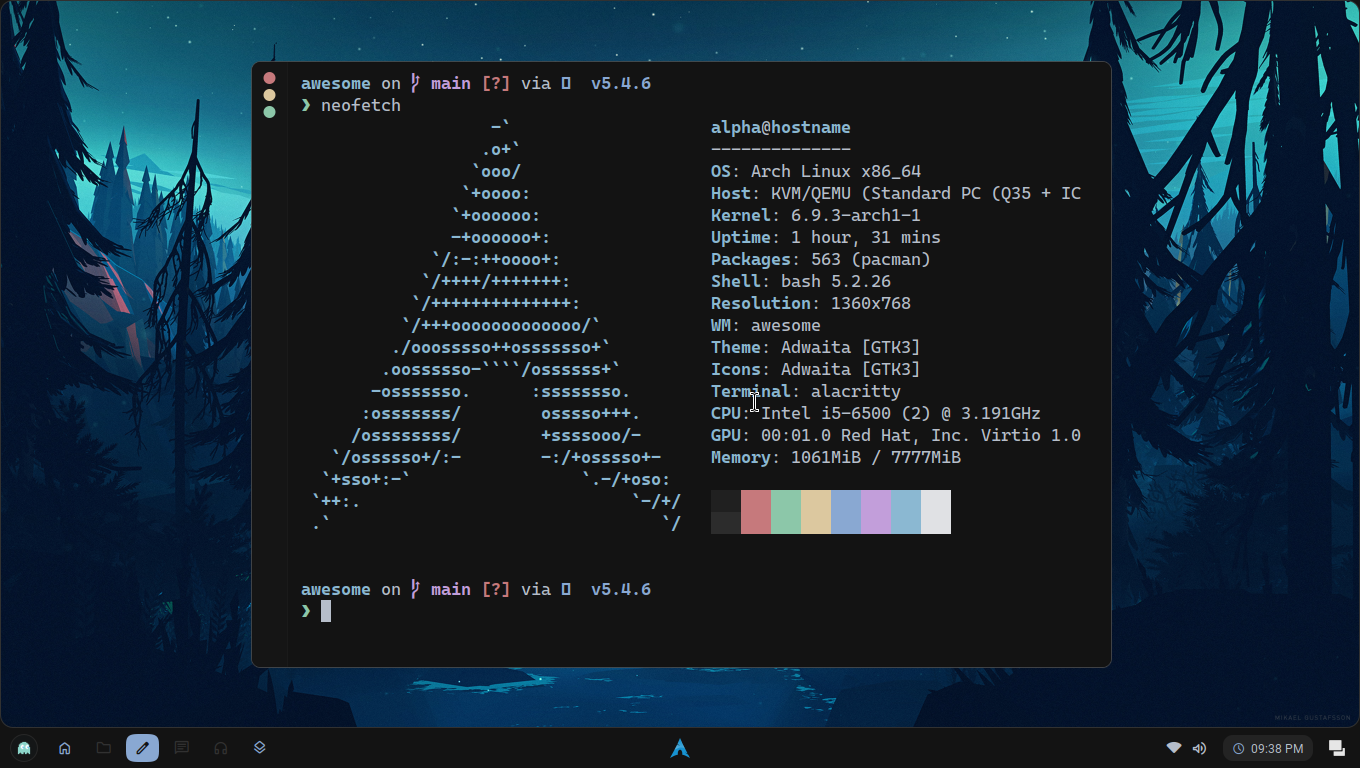 awesome on main [?] via v5.4.6
❯ neofetch
-`
.o+`
`ooo/
`+oooo:
`+oooooo:
-+oooooo+:
`/:-:++oooo+:
`/++++/+++++++:
`/++++++++++++++:
`/+++ooooooooooooo/`
./ooosssso++osssssso+`
.oossssso-````/ossssss+`
-osssssso.      :ssssssso.
:osssssss/        osssso+++.
/ossssssss/        +ssssooo/-
`/ossssso+/:-        -:/+osssso+-
`+sso+:-`                 `.-/+oso:
`++:.                           `-/+/
.`                                 `/
alpha@hostname
--------------
OS: Arch Linux x86_64
Host: KVM/QEMU (Standard PC (Q35 + IC
Kernel: 6.9.3-arch1-1
Uptime: 1 hour, 31 mins
Packages: 563 (pacman)
Shell: bash 5.2.26
Resolution: 1360x768
WM: awesome
Theme: Adwaita [GTK3]
Icons: Adwaita [GTK3]
Terminal: alacritty
CPU: Intel i5-6500 (2) @ 3.191GHz
GPU: 00:01.0 Red Hat, Inc. Virtio 1.0
Memory: 1061MiB / 7777MiB
awesome on main [?] via v5.4.6
❯
MIKAEL GUSTAFSSON
09:38 PM